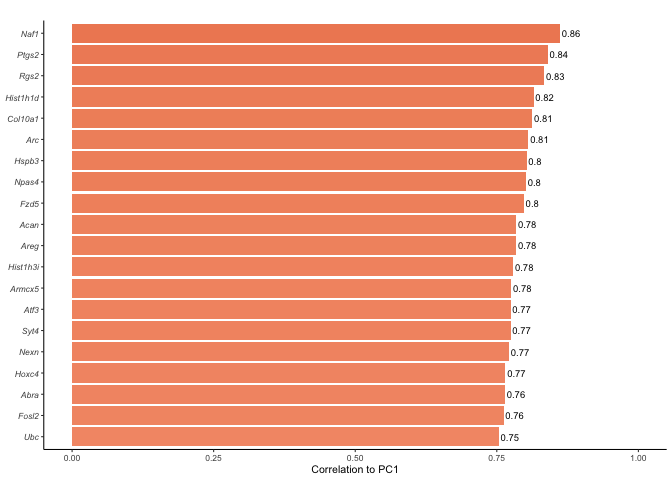 Naf1 0.86
Ptgs2 0.84
Rgs2 0.83
Hist1h1d 0.82
Col10a1 0.81
Arc 0.81
Hspb3 0.8
Npas4 0.8
Fzd5 0.8
Acan 0.78
Areg 0.78
Hist1h3i 0.78
Armcx5 0.78
Atf3 0.77
Syt4 0.77
Nexn 0.77
Hoxc4 0.77
Abra 0.76
Fosl2 0.76
Ubc 0.75
0.00 0.25 0.50 0.75 1.00
Correlation to PC1